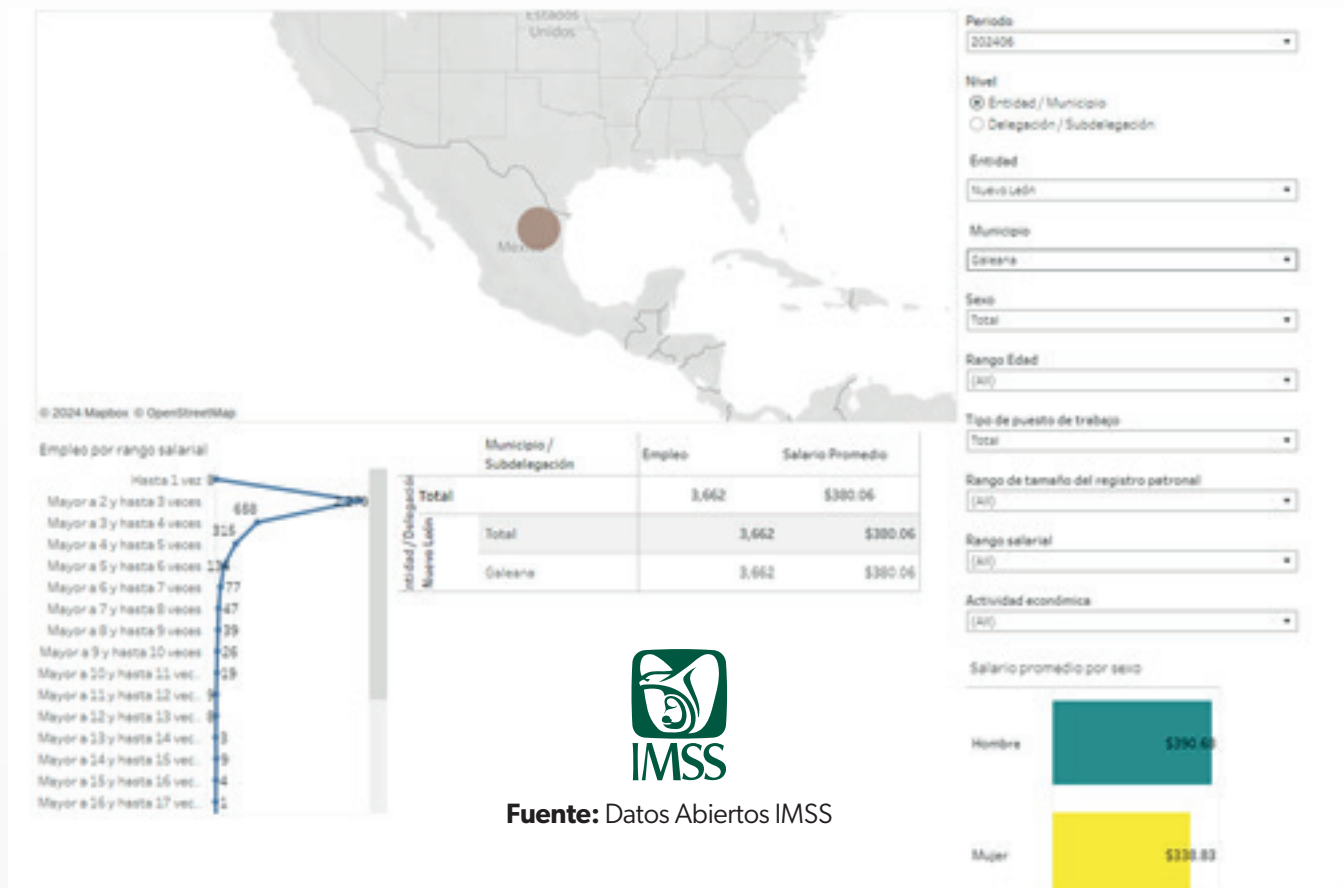 Estados
Unidos
© 2024 Mapbox © OpenStreetMap
Periodo
202406
Nivel
Entidad / Municipio
Delegación / Subdelegación
Entidad
Nuevo León
Municipio
Galeana
Sexo
Total
Rango Edad
(All)
Tipo de puesto de trabajo
Total
Rango de tamaño del registro patronal
(All)
Rango salarial
(All)
Actividad económica
(All)
Empleo por rango salarial
Hasta 1 vez
Mayor a 2 y hasta 3 veces
Mayor a 3 y hasta 4 veces 658
Mayor a 4 y hasta 5 veces 315
Mayor a 5 y hasta 6 veces
Mayor a 6 y hasta 7 veces 77
Mayor a 7 y hasta 8 veces 47
Mayor a 8 y hasta 9 veces 39
Mayor a 9 y hasta 10 veces 26
Mayor a 10 y hasta 11 vec.. 19
Mayor a 11 y hasta 12 vec..
Mayor a 12 y hasta 13 vec..
Mayor a 13 y hasta 14 vec.. 3
Mayor a 14 y hasta 15 vec.. 9
Mayor a 15 y hasta 16 vec.. 4
Mayor a 16 y hasta 17 vec.. 1
Municipio / Subdelegación Empleo Salario Promedio
Total 3,662 $380.06
Nuevo León
Total 3,662 $380.06
Galeana 3,662 $380.06
IMSS
Fuente: Datos Abiertos IMSS
Salario promedio por sexo
Hombre
Mujer $338.83